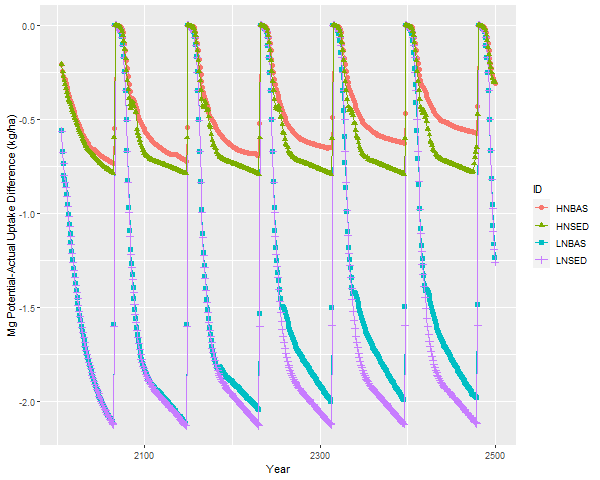 Mg Potential-Actual Uptake Difference (kg/ha)
0.0
-0.5
-1.0
-1.5
-2.0
2100
2300
2500
Year
ID
HNBAS
HNSED
LNBAS
LNSED